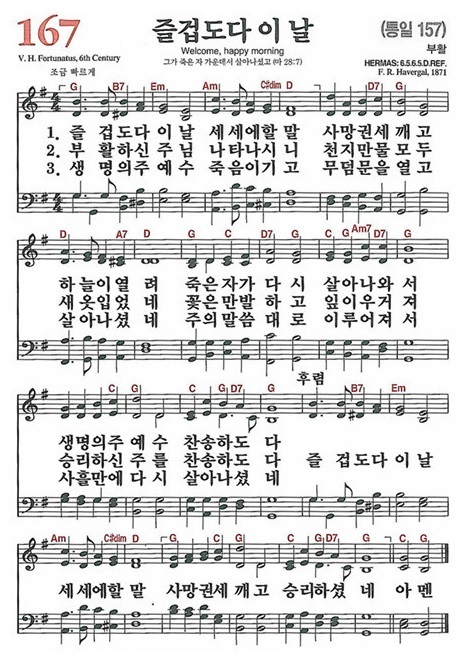 167 즐겁도다 이 날 (통일 157)
Welcome, happy morning 부활
V. H. Fortunatus, 6th Century 그가 죽은 자 가운데서 살아나셨고 (마 28:7) HERMAS: 6.5.6.5.D.REF.
조금 빠르게 F. R. Havergal, 1871
G B7 Em Am C#dim D G D7 G
1. 즐 겁도다 이 날 세 세에할 말 사망권세 깨 고
2. 부 활하신 주 님 나 타나시 니 천지만물 모 두
3. 생 명의주 예 수 죽음이기 고 무덤문을 열 고
D A7 D G D7 G C G Am7 D
하 늘이열 려 죽은자가 다 시 살아나와 서
새 옷입었 네 꽃은만발 하 고 잎이우거 져
살 아나셨 네 주의말씀 대 로 이루어져 서
후렴
C G C G D7 G B7 Em
생명의주 예 수 찬송하도 다
승리하신 주 를 찬송하도 다 즐 겁도다 이 날
사흘만에 다 시 살아나셨 네
Am C#dim D G C G C D7 G C G
세 세에할 말 사망권세 깨 고 승리하셨 네 아 멘